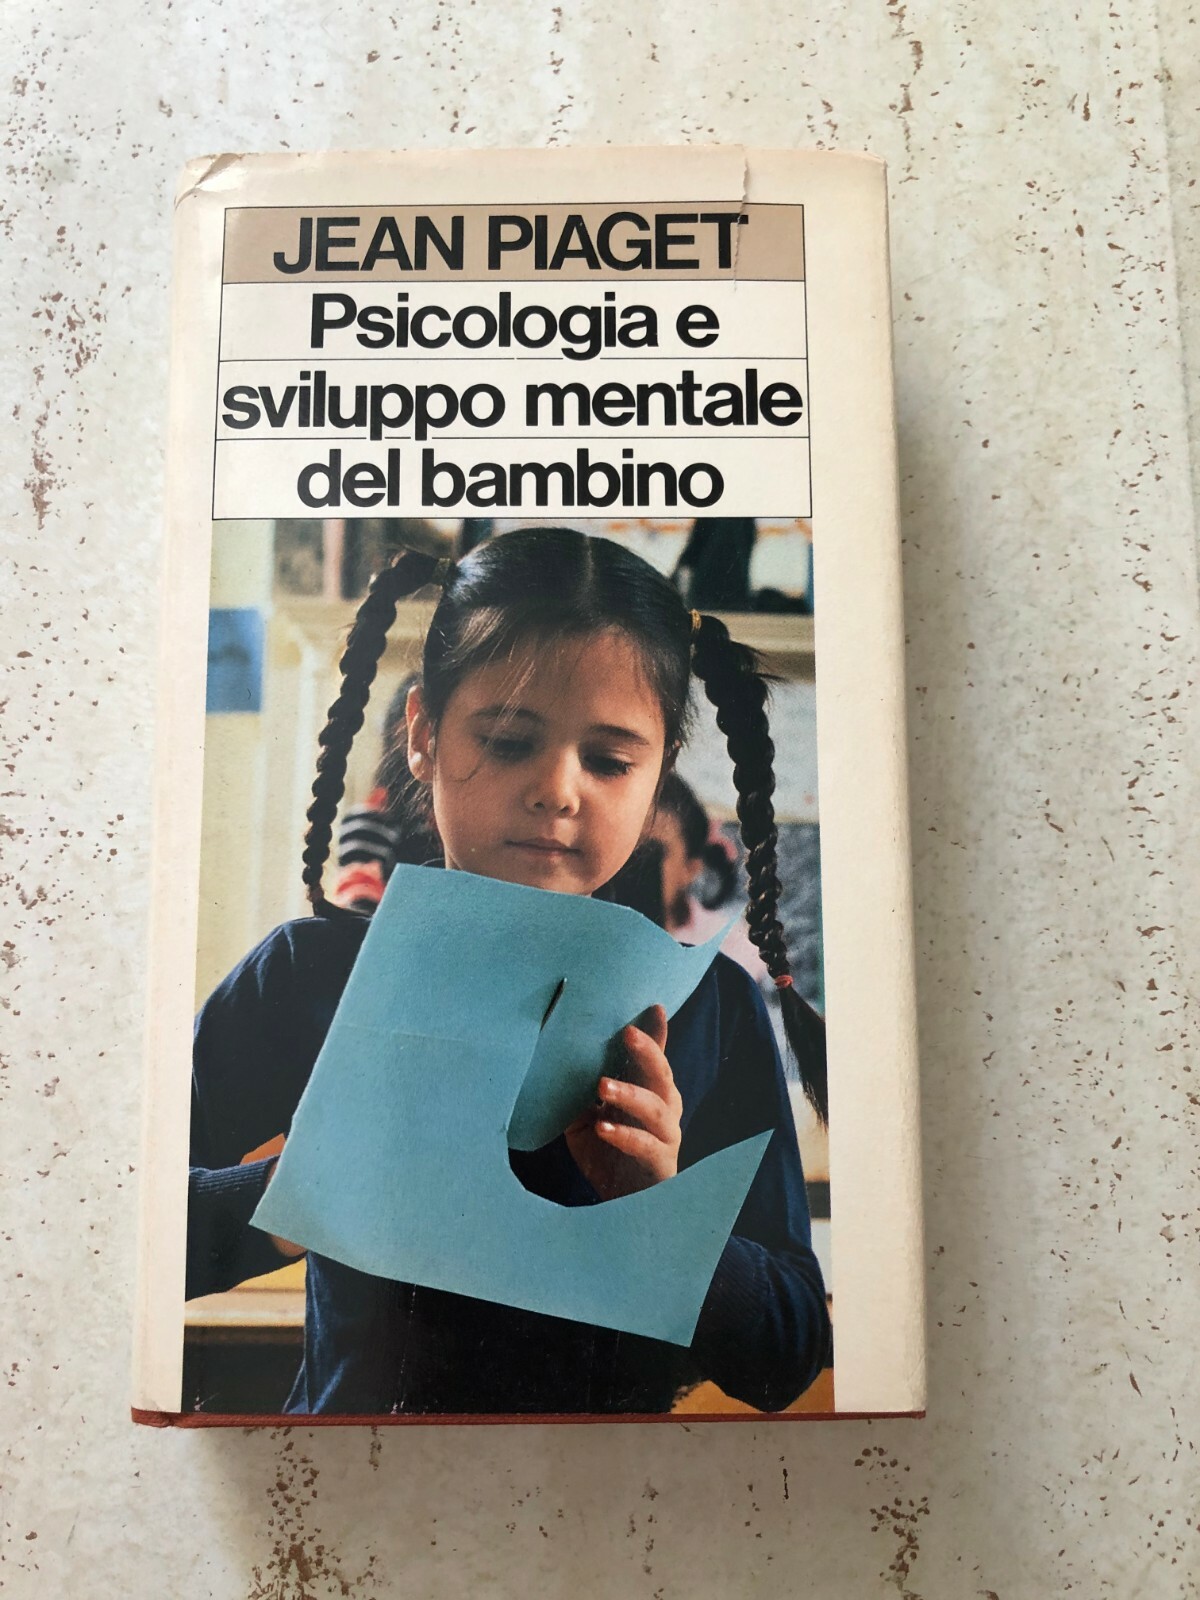 JEAN PIAGET
Psicologia e
sviluppo mentale
del bambino